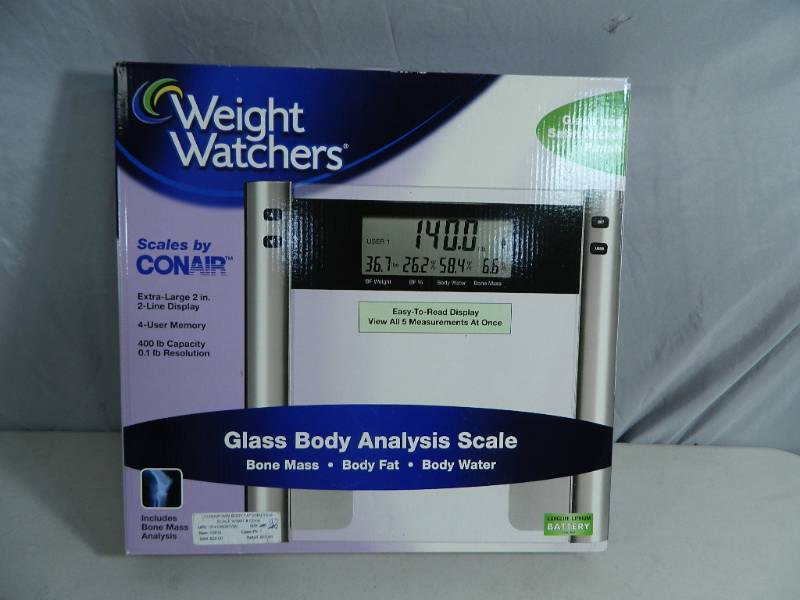 Weight
Watchers®
Scales by
CONAIR™
Extra-Large 2 in.
2-Line Display
4-User Memory
400 lb Capacity
0.1 lb Resolution
USER 1
140.0
36.7 26.2% 58.4% 6.6
BF Weight BF % Body Water Bone Mass
USER
Easy-To-Read Display
View All 5 Measurements At Once
Glass Body Analysis Scale
Bone Mass • Body Fat • Body Water
Includes
Bone Mass
Analysis
LITHIUM
BATTERY